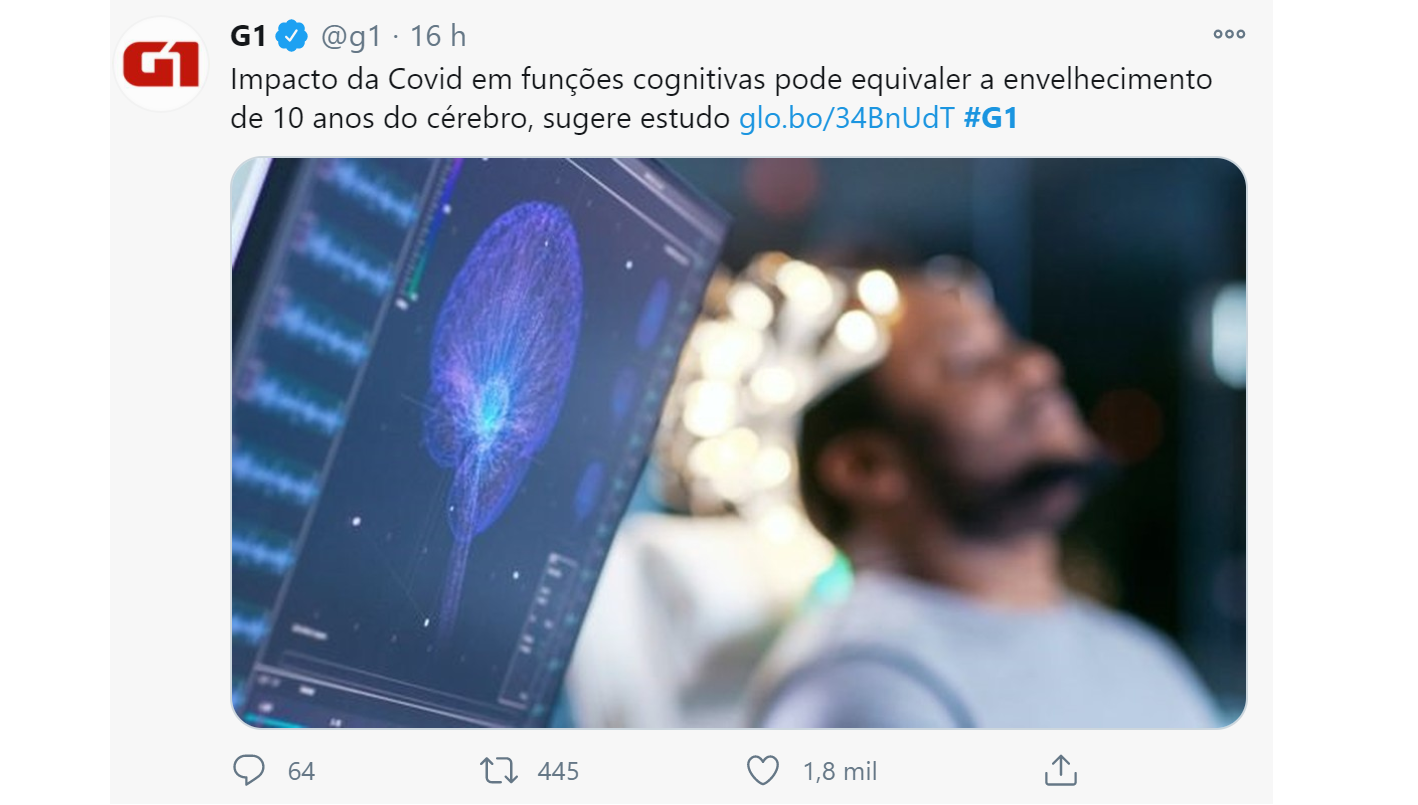 G1
G1 @g1 · 16 h
Impacto da Covid em funções cognitivas pode equivaler a envelhecimento
de 10 anos do cérebro, sugere estudo glo.bo/34BnUdT #G1
64 445 1,8 mil